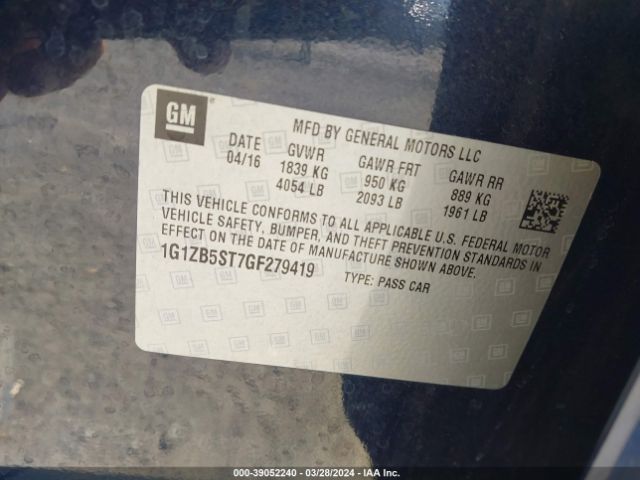 GM
MFD BY GENERAL MOTORS LLC
DATE GVWR GAWR FRT GAWR RR
04/16 1839 KG 950 KG 889 KG
4054 LB 2093 LB 1961 LB
THIS VEHICLE CONFORMS TO ALL APPLICABLE U.S. FEDERAL MOTOR
VEHICLE SAFETY, BUMPER, AND THEFT PREVENTION STANDARDS IN
EFFECT ON THE DATE OF MANUFACTURE SHOWN ABOVE.
1G1ZB5ST7GF279419 TYPE: PASS CAR
000-39052240 - 03/28/2024 - IAA Inc.